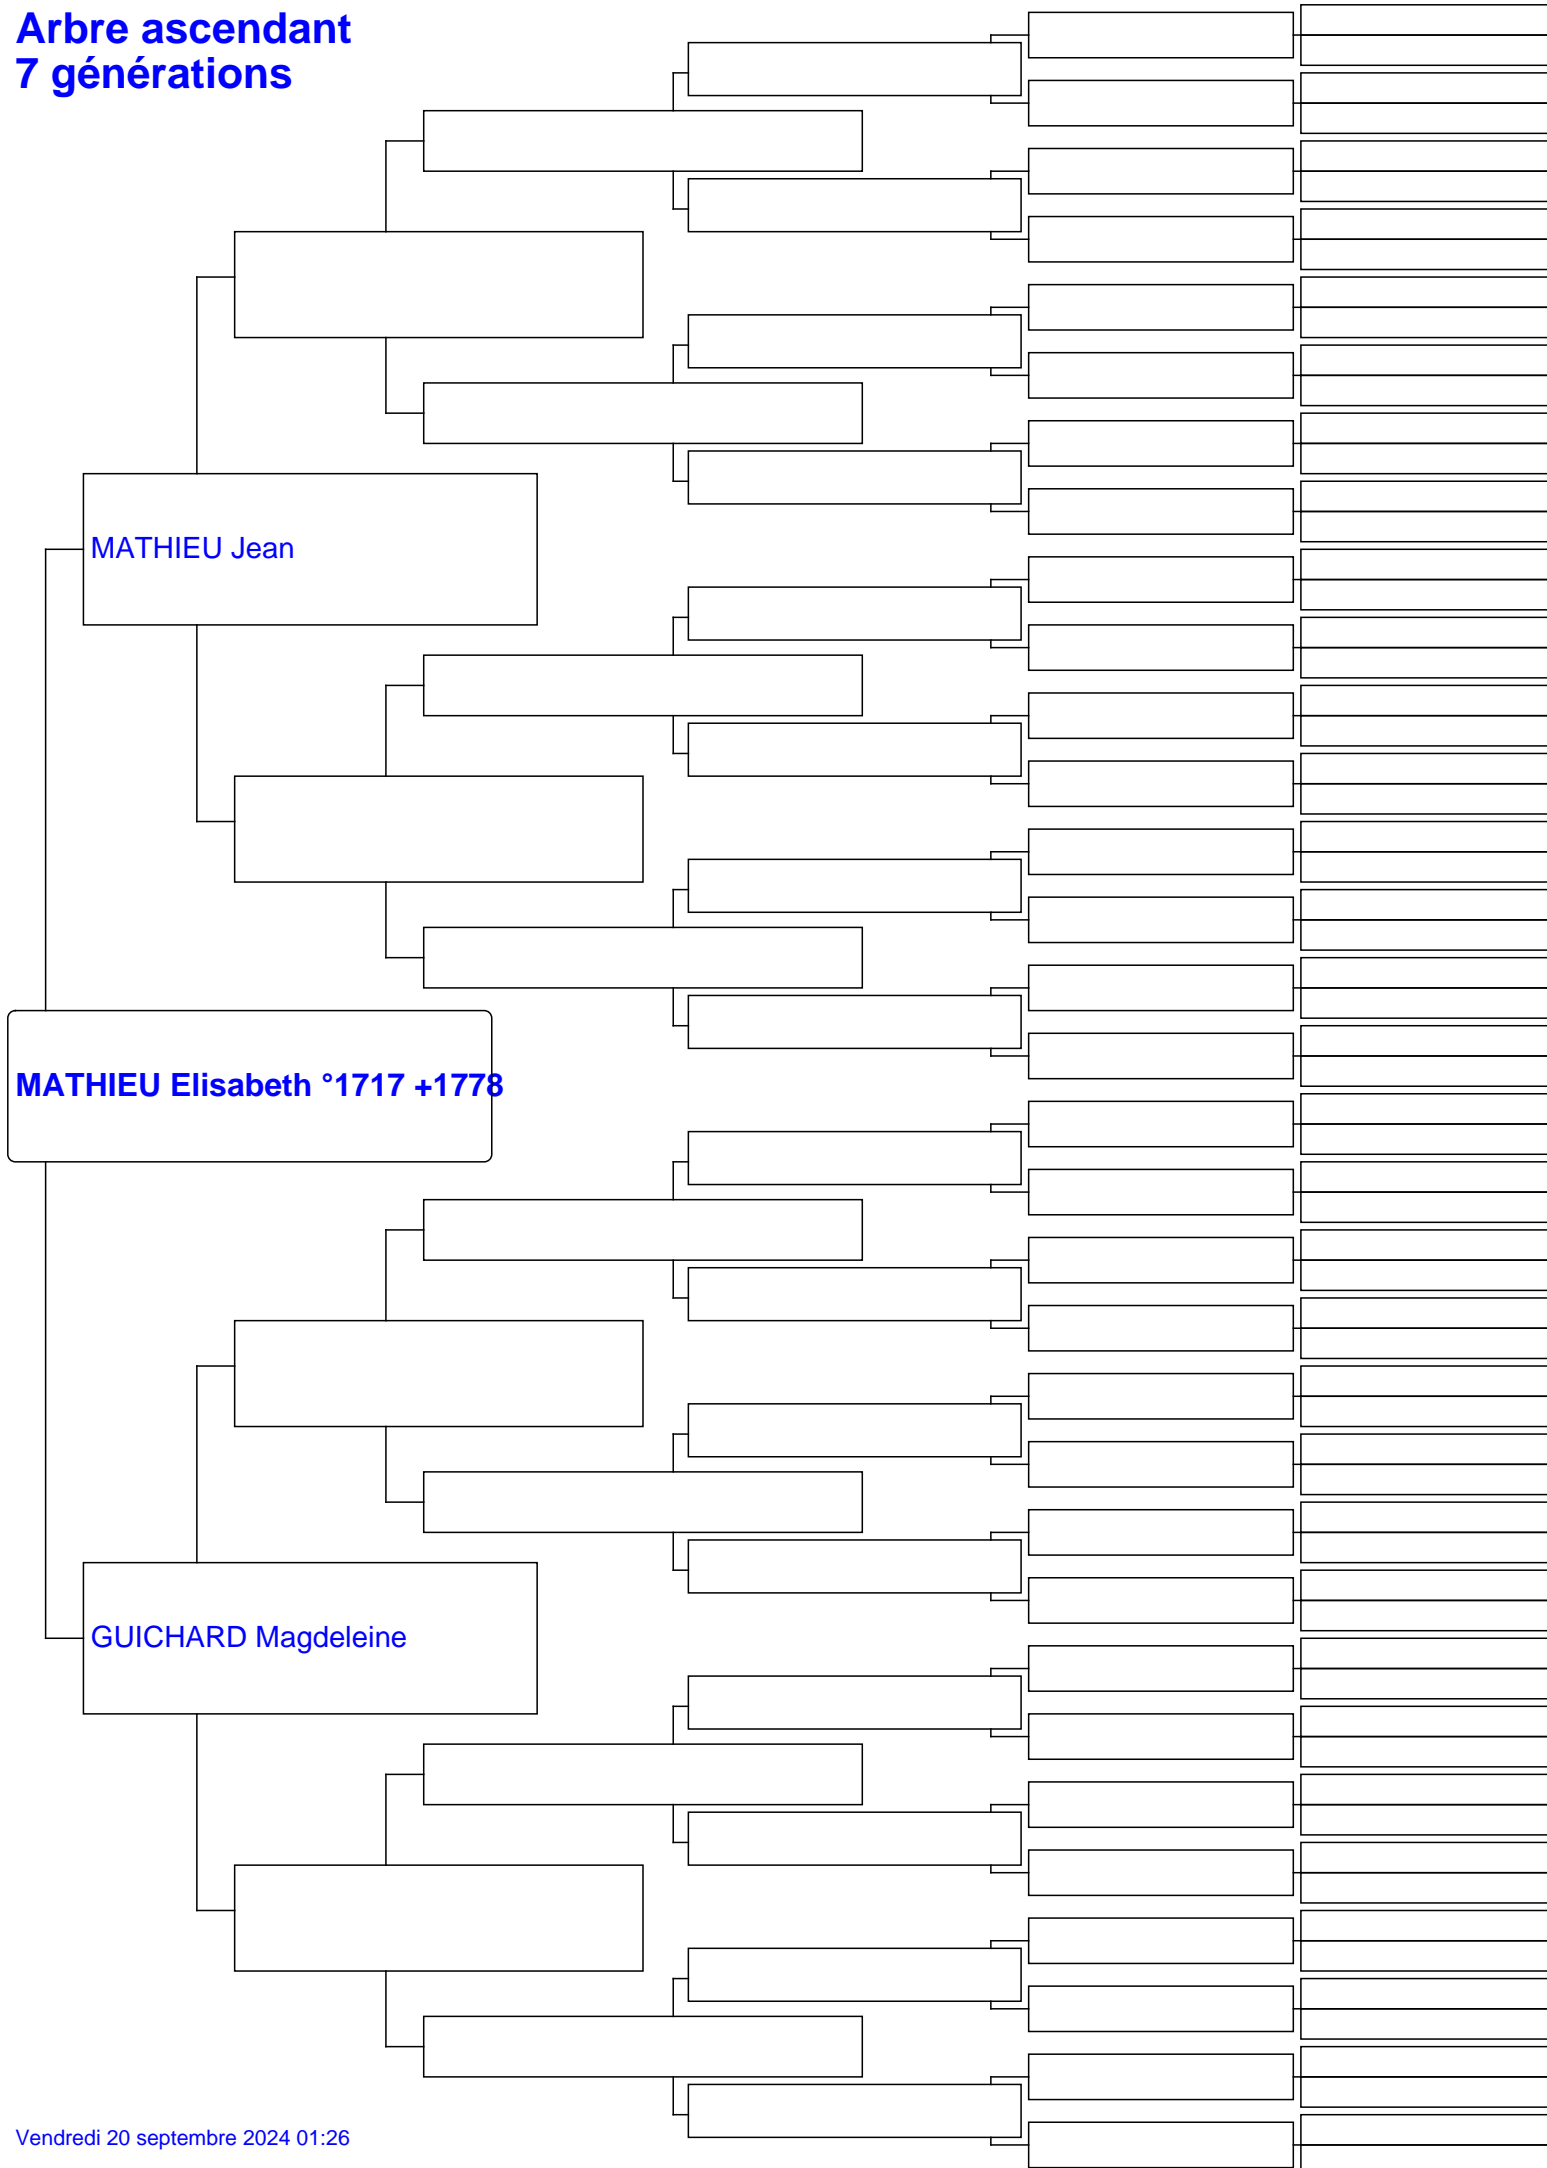 Arbre ascendant
7 générations
MATHIEU Jean
MATHIEU Elisabeth °1717 +1778
GUICHARD Magdeleine
Vendredi 20 septembre 2024 01:26